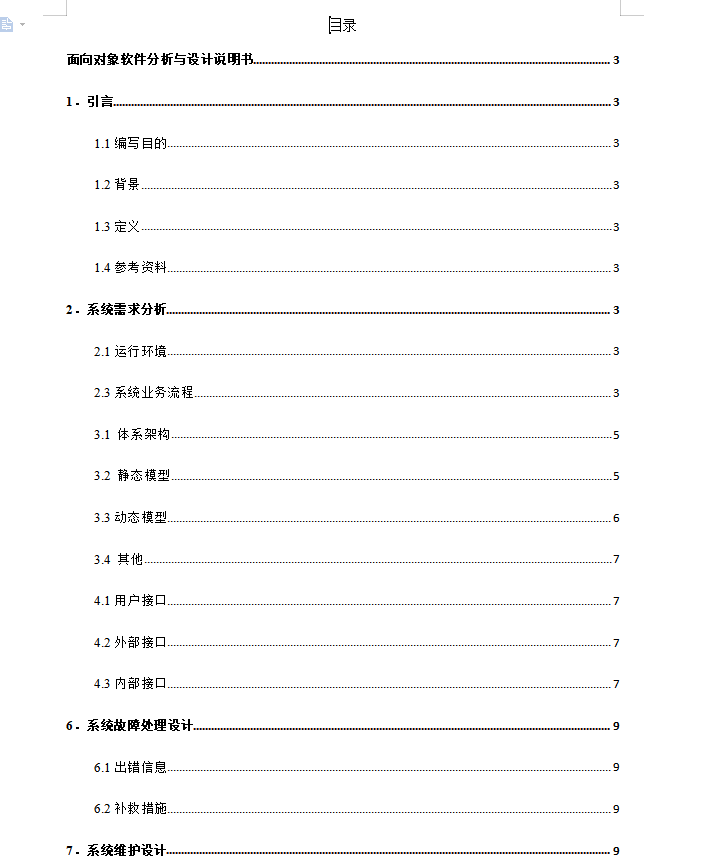 目录
面向对象软件分析与设计说明书 3
1．引言 3
1.1 编写目的 3
1.2 背景 3
1.3 定义 3
1.4 参考资料 3
2．系统需求分析 3
2.1 运行环境 3
2.3 系统业务流程 3
3.1 体系架构 5
3.2 静态模型 5
3.3 动态模型 6
3.4 其他 7
4.1 用户接口 7
4.2 外部接口 7
4.3 内部接口 7
6．系统故障处理设计 9
6.1 出错信息 9
6.2 补救措施 9
7．系统维护设计 9